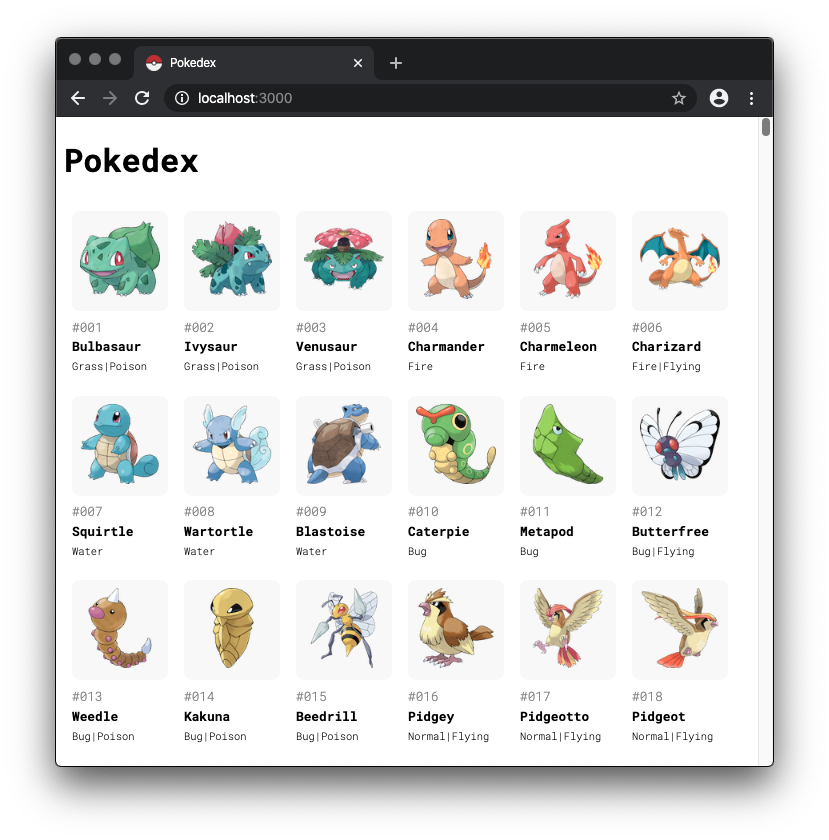 Pokedex
localhost:3000
Pokedex
#001 #002 #003 #004 #005 #006
Bulbasaur Ivysaur Venusaur Charmander Charmeleon Charizard
Grass|Poison Grass|Poison Grass|Poison Fire Fire Fire|Flying
#007 #008 #009 #010 #011 #012
Squirtle Wartortle Blastoise Caterpie Metapod Butterfree
Water Water Water Bug Bug Bug|Flying
#013 #014 #015 #016 #017 #018
Weedle Kakuna Beedrill Pidgey Pidgeotto Pidgeot
Bug|Poison Bug|Poison Bug|Poison Normal|Flying Normal|Flying Normal|Flying